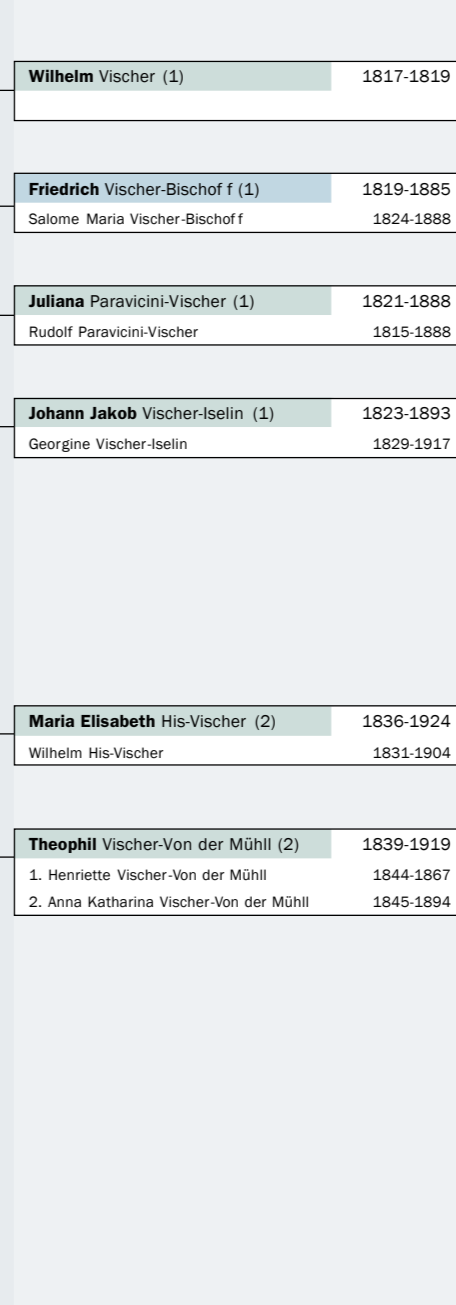 Wilhelm Vischer (1) 1817-1819
Friedrich Vischer-Bischoff (1) 1819-1885
Salome Maria Vischer-Bischoff 1824-1888
Juliana Paravicini-Vischer (1) 1821-1888
Rudolf Paravicini-Vischer 1815-1888
Johann Jakob Vischer-Iselin (1) 1823-1893
Georgine Vischer-Iselin 1829-1917
Maria Elisabeth His-Vischer (2) 1836-1924
Wilhelm His-Vischer 1831-1904
Theophil Vischer-Von der Mühll (2) 1839-1919
1. Henriette Vischer-Von der Mühll 1844-1867
2. Anna Katharina Vischer-Von der Mühll 1845-1894